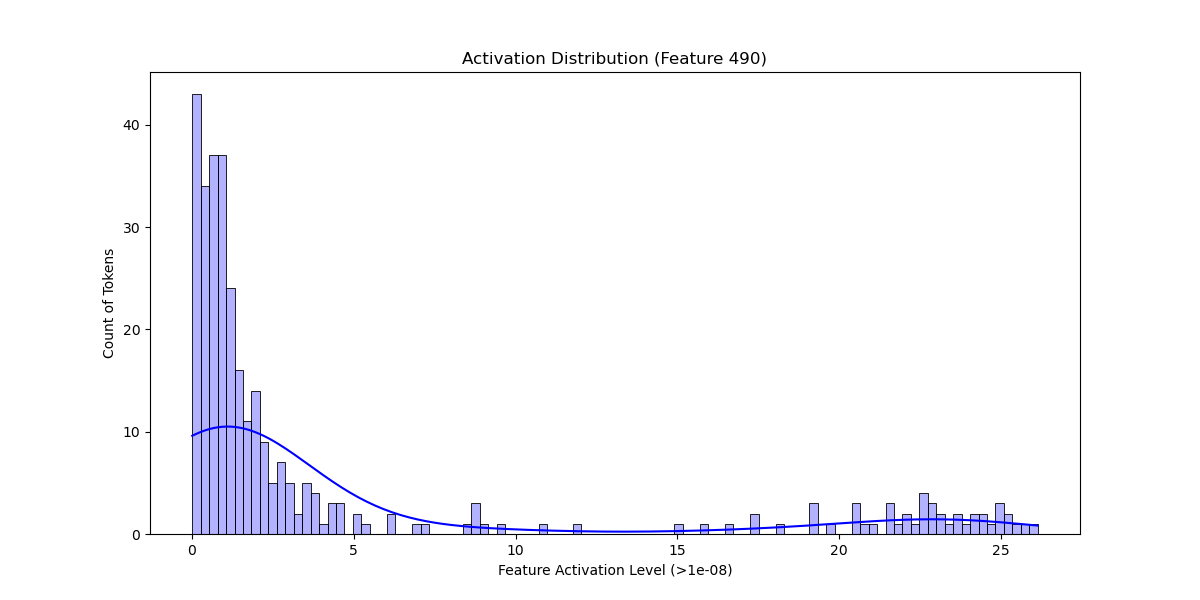 Activation Distribution (Feature 490)
Count of Tokens
40
30
20
10
0
0 5 10 15 20 25
Feature Activation Level (>1e-08)